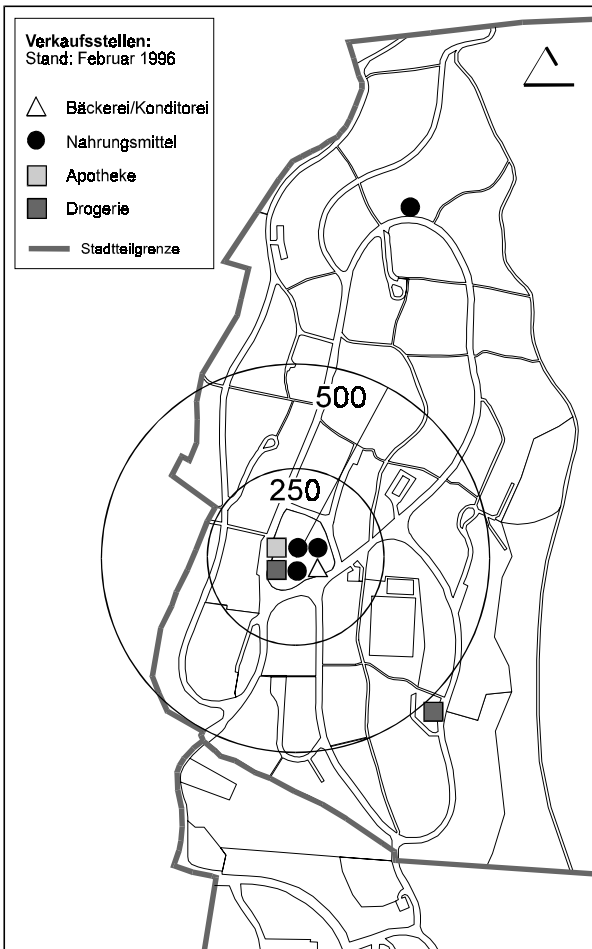 Verkaufsstellen:
Stand: Februar 1996
Bäckerei/Konditorei
Nahrungsmittel
Apotheke
Drogerie
Stadtteilgrenze
500
250